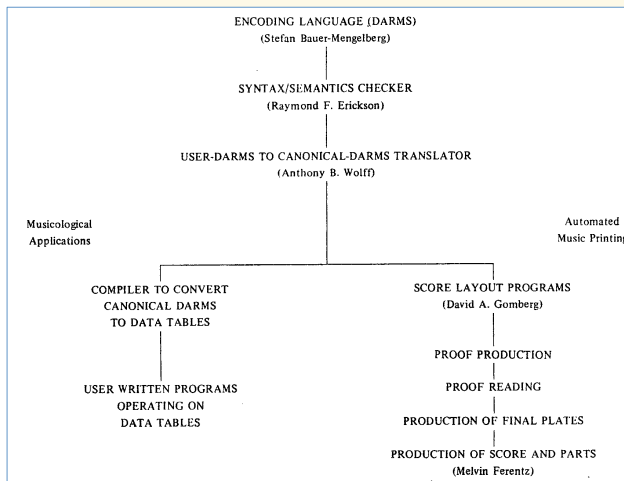 ENCODING LANGUAGE (DARMS)
(Stefan Bauer-Mengelberg)
SYNTAX/SEMANTICS CHECKER
(Raymond F. Erickson)
USER-DARMS TO CANONICAL-DARMS TRANSLATOR
(Anthony B. Wolff)
Musicological
Applications
Automated
Music Printing
COMPILER TO CONVERT
CANONICAL DARMS
TO DATA TABLES
USER WRITTEN PROGRAMS
OPERATING ON
DATA TABLES
SCORE LAYOUT PROGRAMS
(David A. Gomberg)
PROOF PRODUCTION
PROOF READING
PRODUCTION OF FINAL PLATES
PRODUCTION OF SCORE AND PARTS
(Melvin Ferentz)